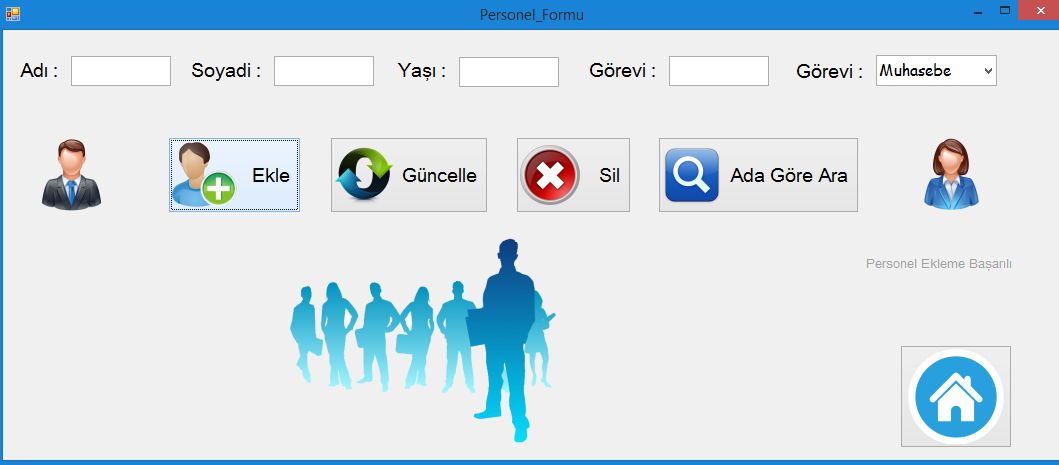 Personel_Formu
Adı : Soyadi : Yaşı : Görevi : Görevi : Muhasebe
Ekle Güncelle Sil Ada Göre Ara
Personel Ekleme Başarılı